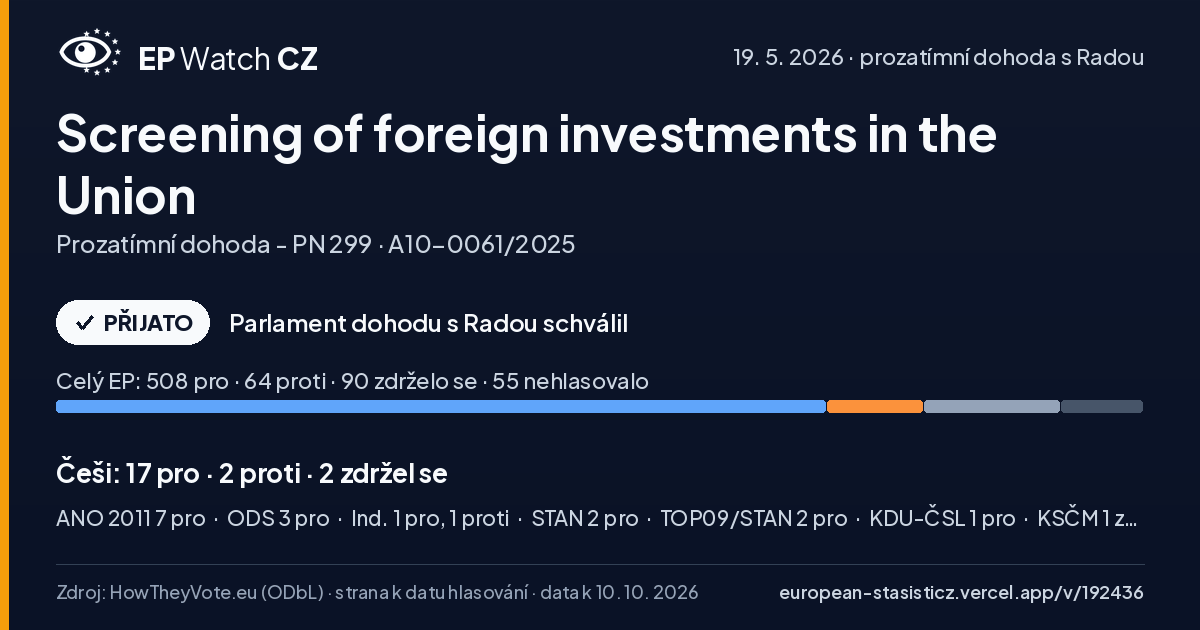 EP Watch CZ
19. 5. 2026 · prozatímní dohoda s Radou
Screening of foreign investments in the
Union
Prozatímní dohoda – PN 299 · A10–0061/2025
✓ PŘIJATO
Parlament dohodu s Radou schválil
Celý EP: 508 pro · 64 proti · 90 zdrželo se · 55 nehlasovalo
Češi: 17 pro · 2 proti · 2 zdržel se
ANO 2011 7 pro · ODS 3 pro · Ind. 1 pro, 1 proti · STAN 2 pro · TOP09/STAN 2 pro · KDU-ČSL 1 pro · KSČM 1 z…
Zdroj: HowTheyVote.eu (ODbL) · strana k datu hlasování · data k 10. 10. 2026
european-stasisticz.vercel.app/v/192436